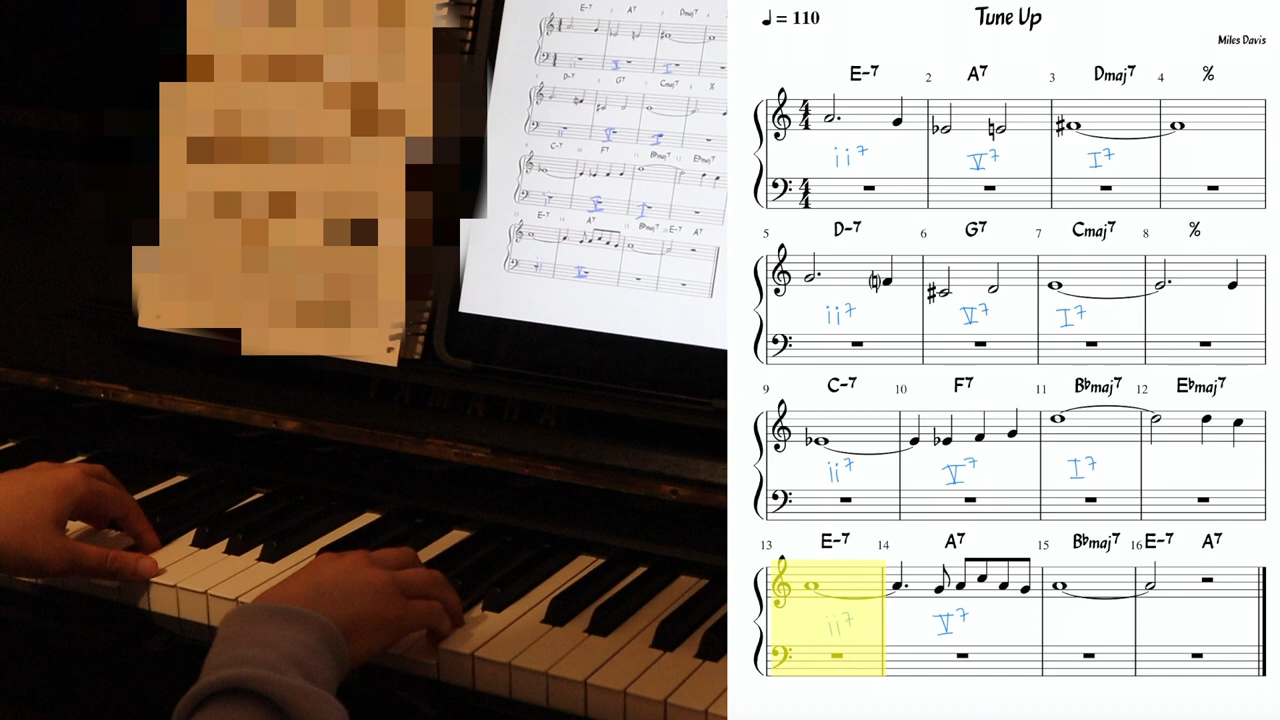 ♩ = 110
Tune Up
Miles Davis
E-7 2 A7 3 Dmaj7 4 %
ii7 V7 I7
5 D-7 6 G7 7 Cmaj7 8 %
ii7 V7 I7
9 C-7 10 F7 11 B♭maj7 12 E♭maj7
ii7 V7 I7
13 E-7 14 A7 15 B♭maj7 16 E-7 A7
ii7 V7